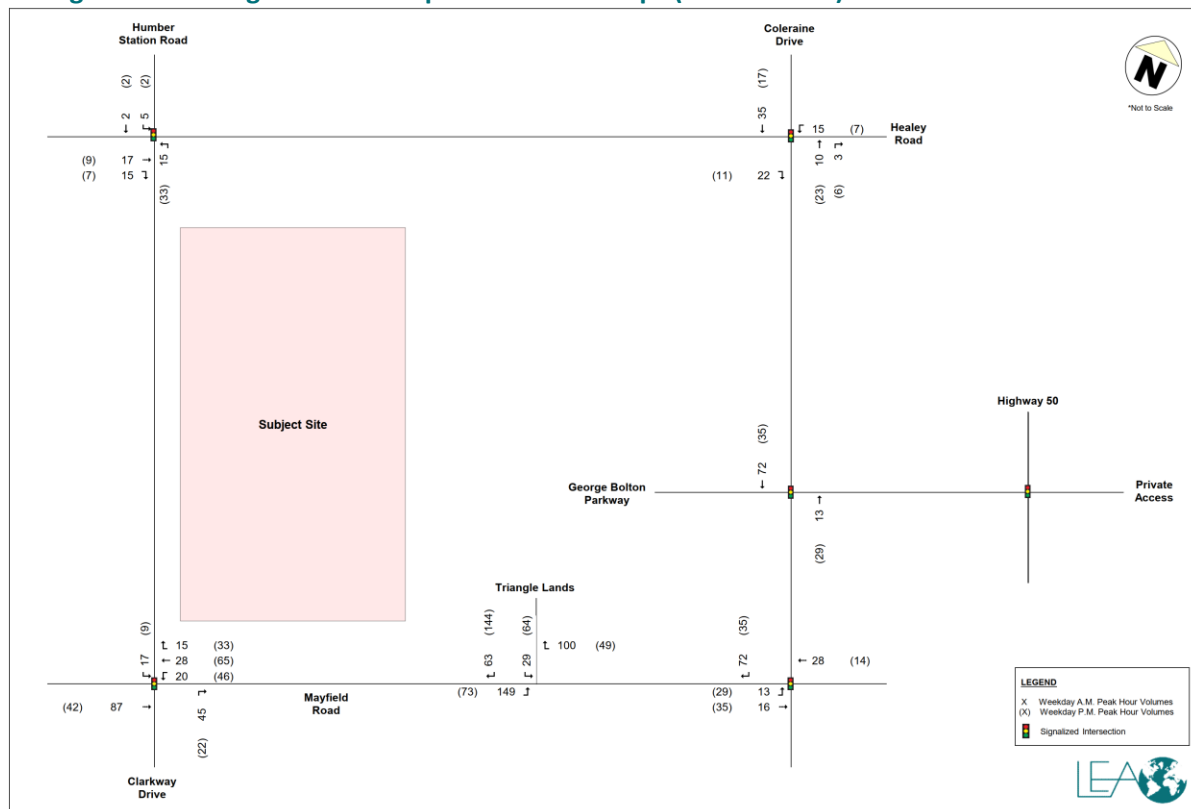 Humber
Station Road
Coleraine
Drive
N
*Not to Scale
(2) (2)
2 5
(17)
35
15 (7)
Healey
Road
(9) 17
(7) 15
15
(33)
(11) 22
10 3
(23) (6)
Subject Site
Highway 50
(35)
72
George Bolton
Parkway
Private
Access
13
(29)
Triangle Lands
(144) (64)
63 29
100 (49)
(9)
17
15 (33)
28 (65)
20 (46)
(35)
72
28 (14)
Mayfield
Road
(73) 149
(29) 13
(35) 16
(42) 87
45
(22)
Clarkway
Drive
LEGEND
X Weekday A.M. Peak Hour Volumes
(X) Weekday P.M. Peak Hour Volumes
Signalized Intersection
LEA